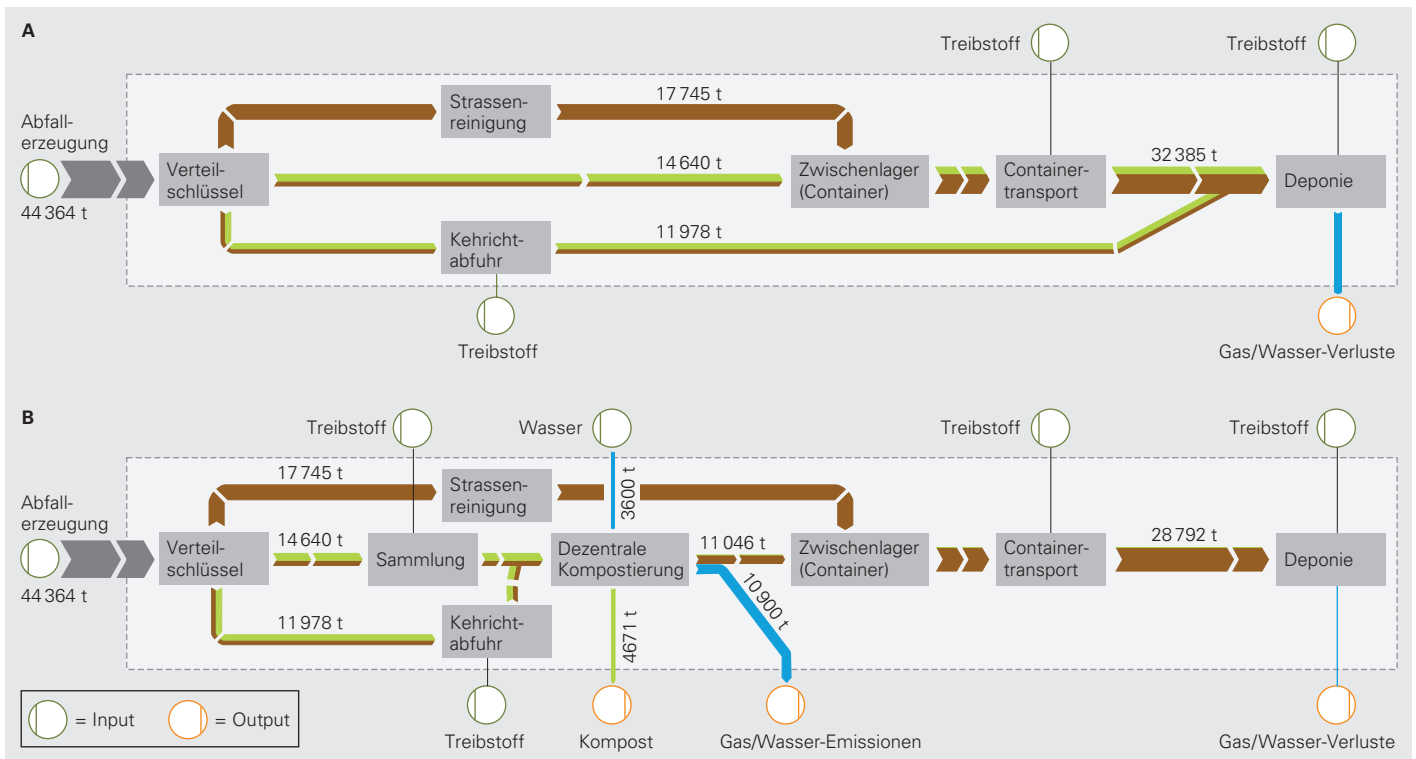 A
Treibstoff
Treibstoff
Abfall-
erzeugung
44 364 t
Verteil-
schlüssel
Strassen-
reinigung
17 745 t
14 640 t
Zwischenlager
(Container)
Container-
transport
32 385 t
Deponie
Kehricht-
abfuhr
11 978 t
Treibstoff
Gas/Wasser-Verluste
B
Treibstoff
Wasser
Treibstoff
Treibstoff
Abfall-
erzeugung
44 364 t
17 745 t
Strassen-
reinigung
3600 t
Verteil-
schlüssel
14 640 t
Sammlung
Dezentrale
Kompostierung
11 046 t
10 900 t
Zwischenlager
(Container)
Container-
transport
28 792 t
Deponie
11 978 t
Kehricht-
abfuhr
4671 t
= Input
= Output
Treibstoff
Kompost
Gas/Wasser-Emissionen
Gas/Wasser-Verluste